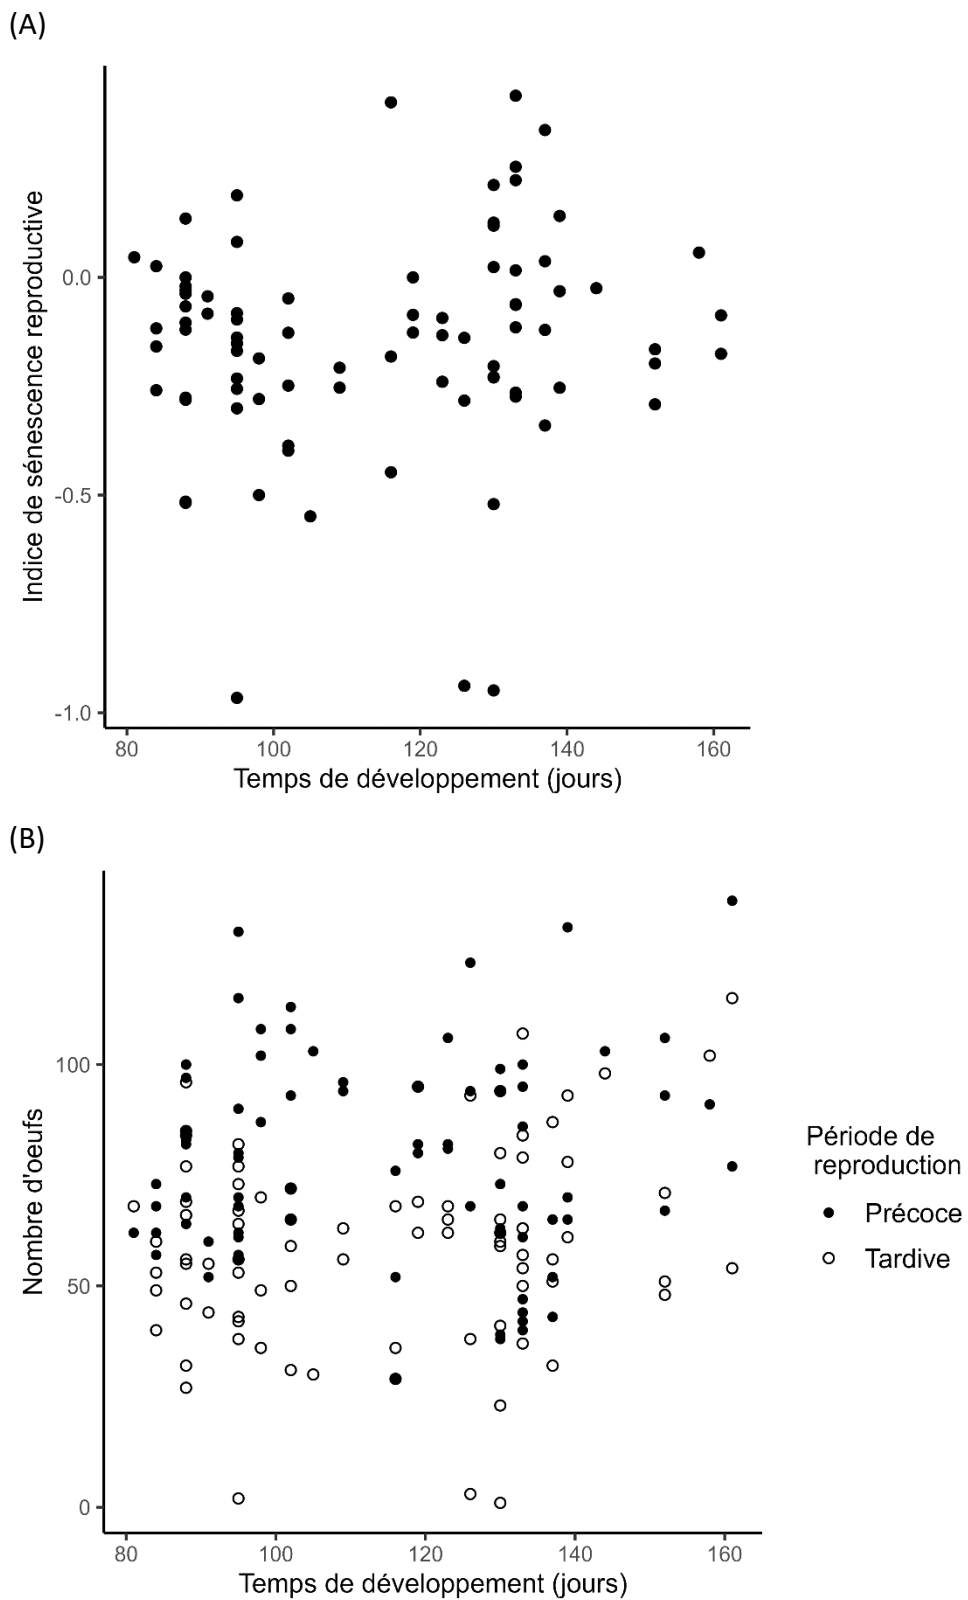 (A)
Indice de sénescence reproductive
0.0
-0.5
-1.0
80 100 120 140 160
Temps de développement (jours)
(B)
Nombre d'oeufs
100
50
0
80 100 120 140 160
Temps de développement (jours)
Période de
reproduction
Précoce
Tardive